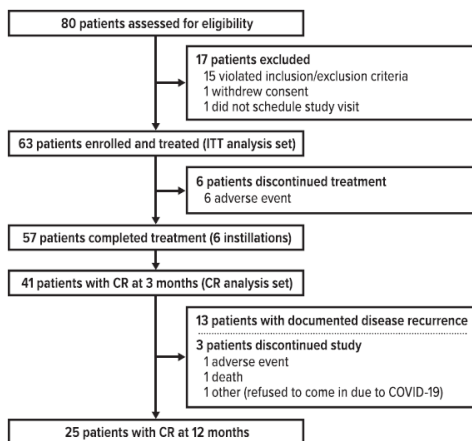 80 patients assessed for eligibility
17 patients excluded
15 violated inclusion/exclusion criteria
1 withdrew consent
1 did not schedule study visit
63 patients enrolled and treated (ITT analysis set)
6 patients discontinued treatment
6 adverse event
57 patients completed treatment (6 instillations)
41 patients with CR at 3 months (CR analysis set)
13 patients with documented disease recurrence
3 patients discontinued study
1 adverse event
1 death
1 other (refused to come in due to COVID-19)
25 patients with CR at 12 months